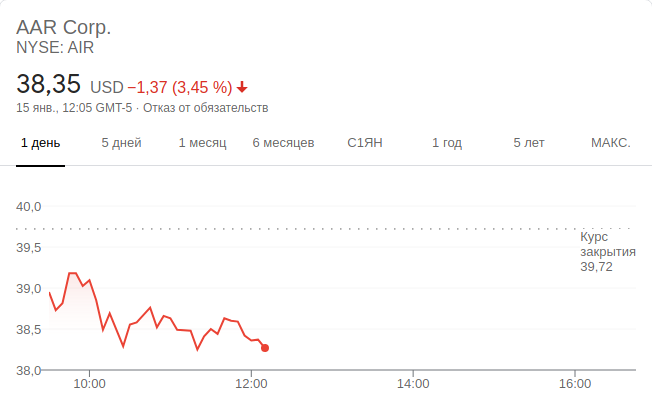 AAR Corp.
NYSE: AIR
38,35 USD −1,37 (3,45 %)
15 янв., 12:05 GMT-5 · Отказ от обязательств
1 день 5 дней 1 месяц 6 месяцев С1ЯН 1 год 5 лет МАКС.
40,0
Курс
закрытия
39,72
39,5
39,0
38,5
38,0
10:00 12:00 14:00 16:00